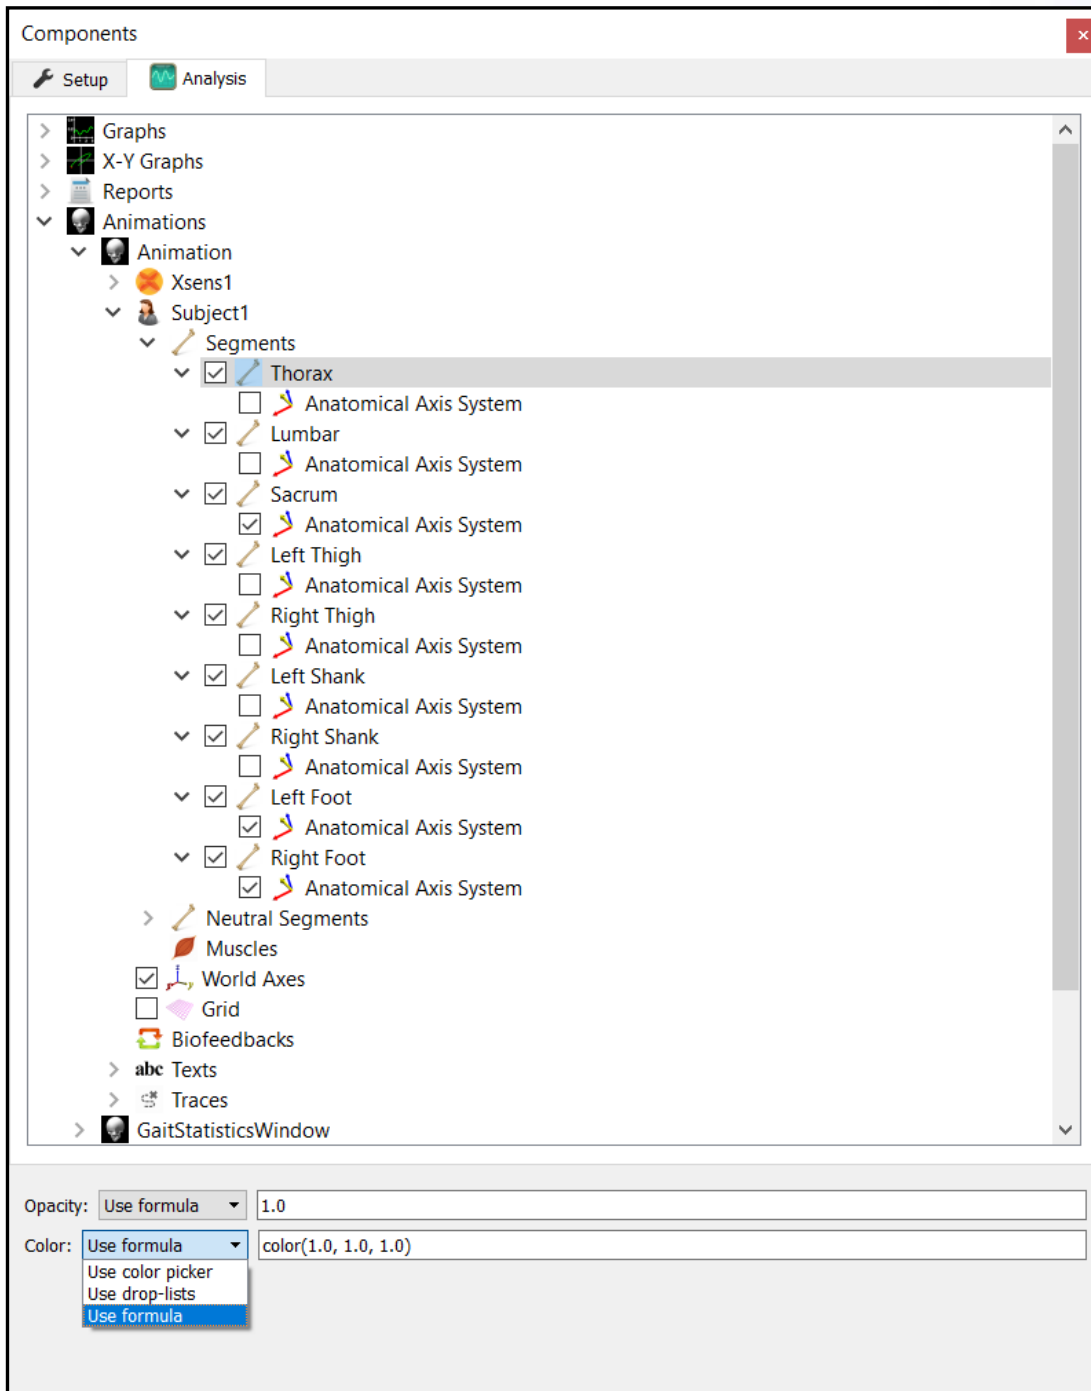 Components
Setup Analysis
Graphs
X-Y Graphs
Reports
Animations
Animation
Xsens1
Subject1
Segments
Thorax
Anatomical Axis System
Lumbar
Anatomical Axis System
Sacrum
Anatomical Axis System
Left Thigh
Anatomical Axis System
Right Thigh
Anatomical Axis System
Left Shank
Anatomical Axis System
Right Shank
Anatomical Axis System
Left Foot
Anatomical Axis System
Right Foot
Anatomical Axis System
Neutral Segments
Muscles
World Axes
Grid
Biofeedbacks
abc Texts
Traces
GaitStatisticsWindow
Opacity: Use formula 1.0
Color: Use formula color(1.0, 1.0, 1.0)
Use color picker
Use drop-lists
Use formula